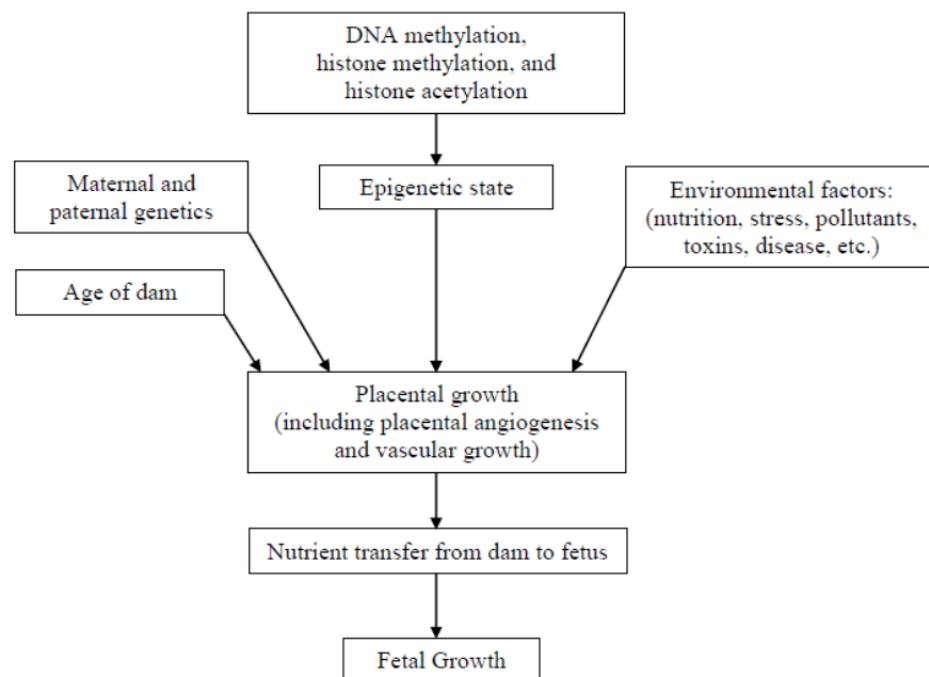 DNA methylation,
histone methylation, and
histone acetylation
Maternal and
paternal genetics
Epigenetic state
Environmental factors:
(nutrition, stress, pollutants,
toxins, disease, etc.)
Age of dam
Placental growth
(including placental angiogenesis
and vascular growth)
Nutrient transfer from dam to fetus
Fetal Growth